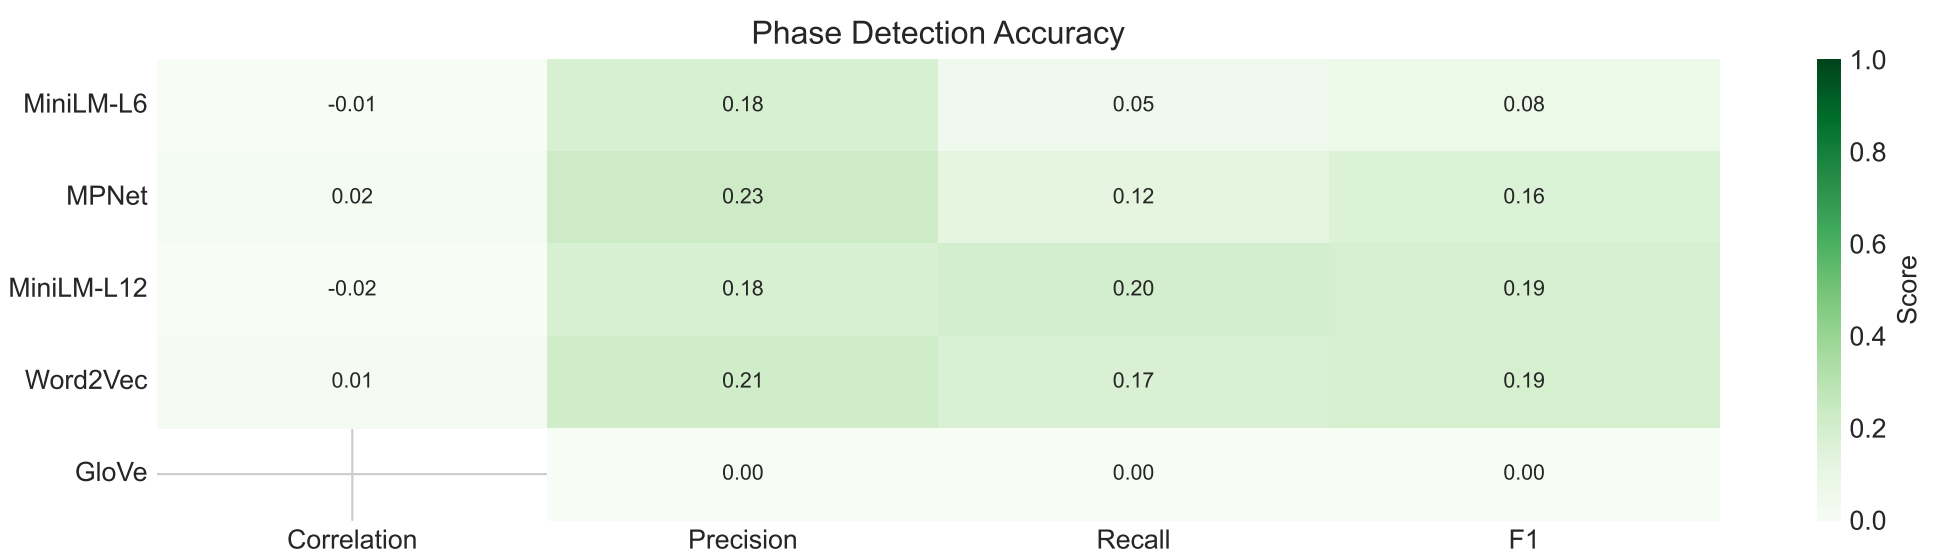 Phase Detection Accuracy
MiniLM-L6 -0.01 0.18 0.05 0.08
MPNet 0.02 0.23 0.12 0.16
MiniLM-L12 -0.02 0.18 0.20 0.19
Word2Vec 0.01 0.21 0.17 0.19
GloVe 0.00 0.00 0.00
Correlation Precision Recall F1
1.0
0.8
0.6
0.4
0.2
0.0
Score